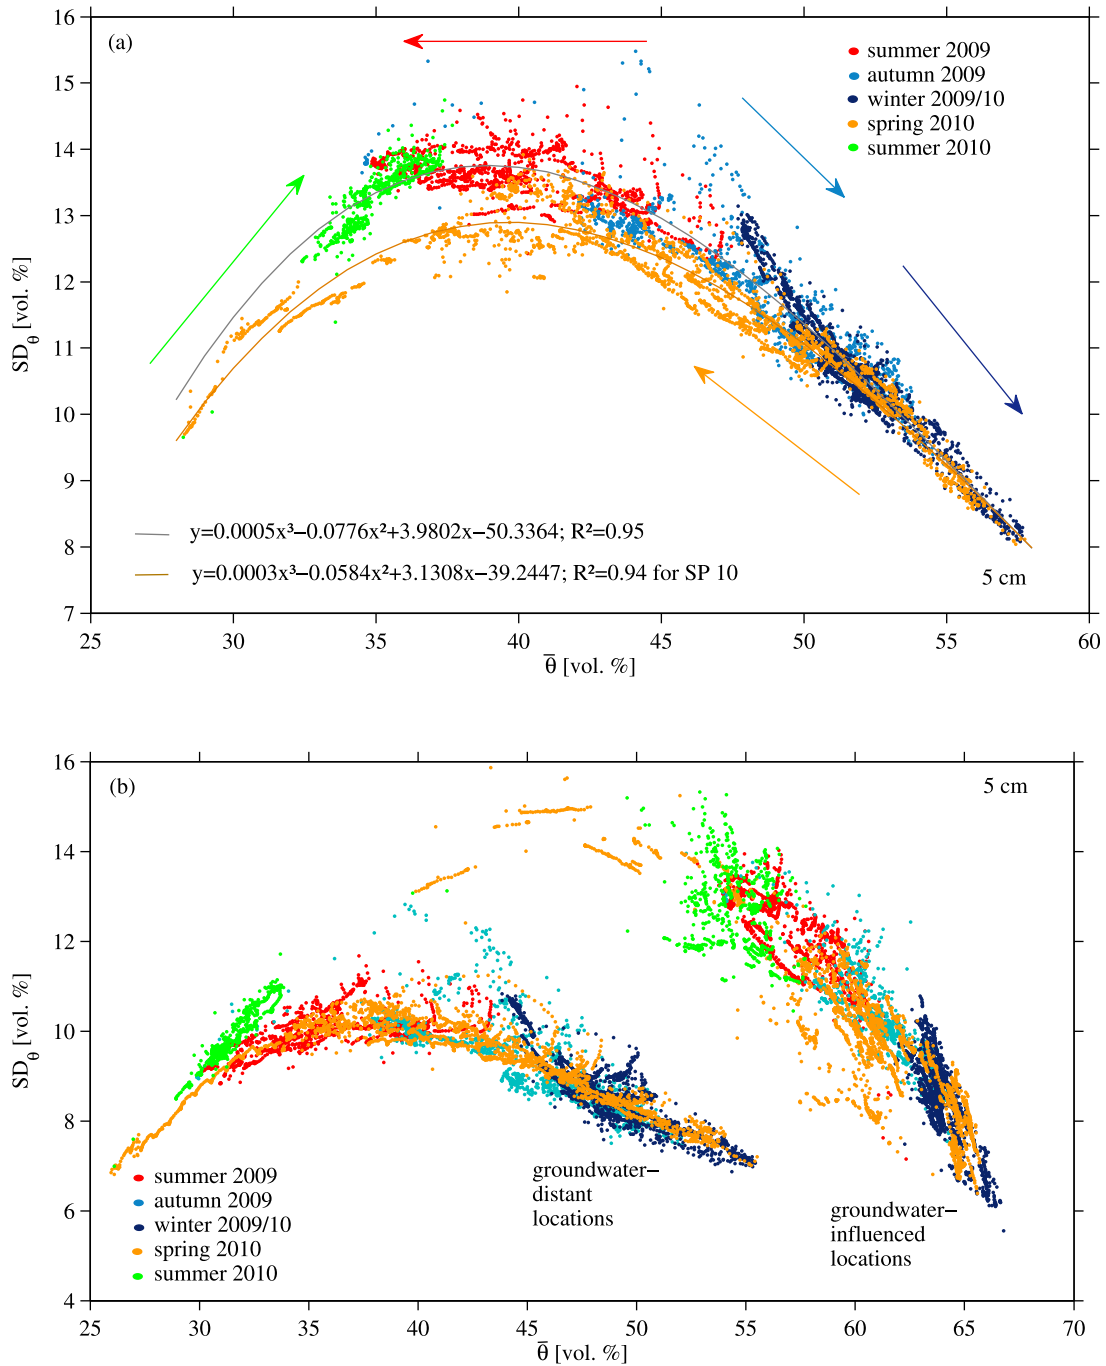 16
(a)
summer 2009
15
autumn 2009
winter 2009/10
14
spring 2010
summer 2010
13
12
SD_θ [vol. %]
11
10
9
y=0.0005x³−0.0776x²+3.9802x−50.3364; R²=0.95
8
y=0.0003x³−0.0584x²+3.1308x−39.2447; R²=0.94 for SP 10
5 cm
7
25 30 35 40 45 50 55 60
θ̅ [vol. %]
16
(b)
5 cm
14
12
SD_θ [vol. %]
10
8
groundwater−
distant
locations
summer 2009
autumn 2009
winter 2009/10
spring 2010
summer 2010
6
groundwater−
influenced
locations
4
25 30 35 40 45 50 55 60 65 70
θ̅ [vol. %]